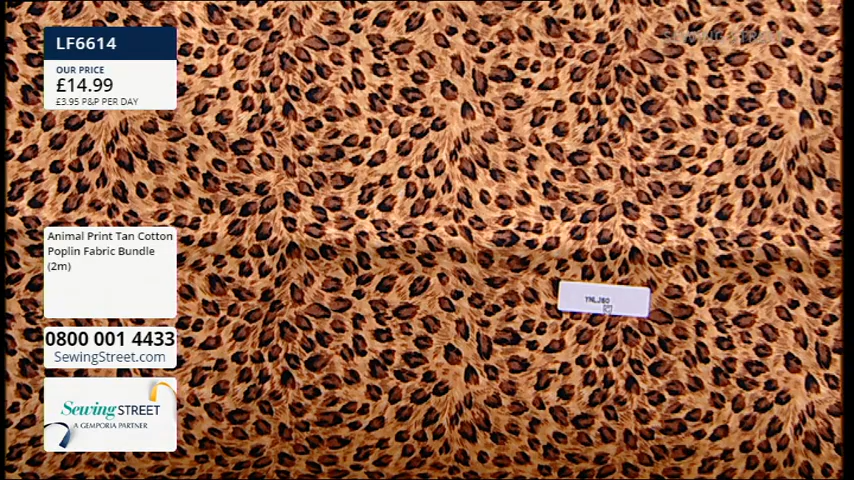 LF6614
OUR PRICE
£14.99
£3.95 P&P PER DAY
Animal Print Tan Cotton
Poplin Fabric Bundle
(2m)
0800 001 4433
SewingStreet.com
Sewing STREET
A GEMPORIA PARTNER